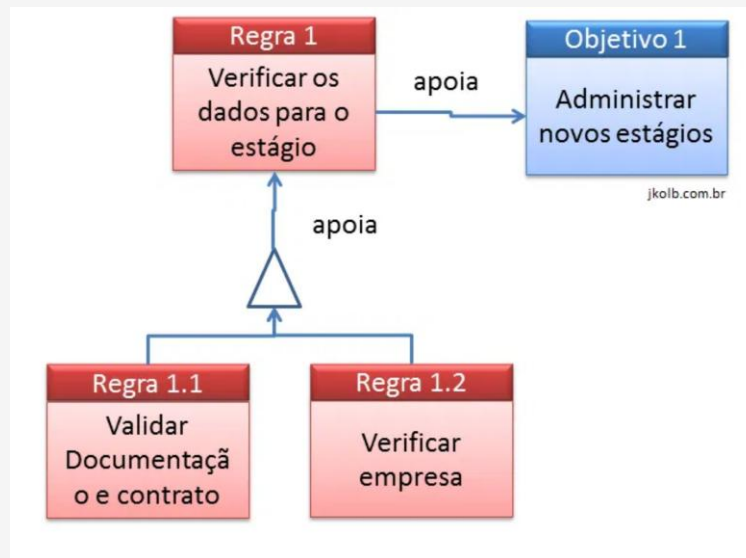 Regra 1
Verificar os
dados para o
estágio
apoia
Objetivo 1
Administrar
novos estágios
jkolb.com.br
apoia
Regra 1.1
Validar
Documentaçã
o e contrato
Regra 1.2
Verificar
empresa